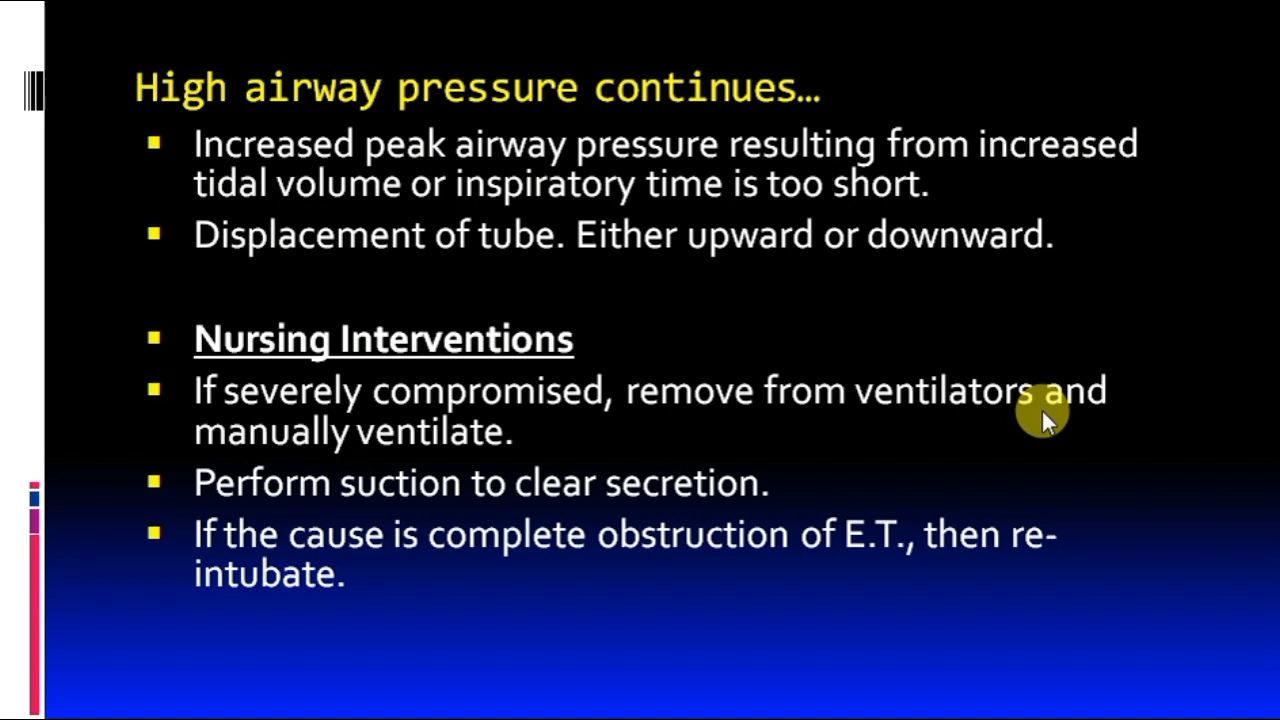 High airway pressure continues…
Increased peak airway pressure resulting from increased
tidal volume or inspiratory time is too short.
Displacement of tube. Either upward or downward.
Nursing Interventions
If severely compromised, remove from ventilators and
manually ventilate.
Perform suction to clear secretion.
If the cause is complete obstruction of E.T., then re-
intubate.